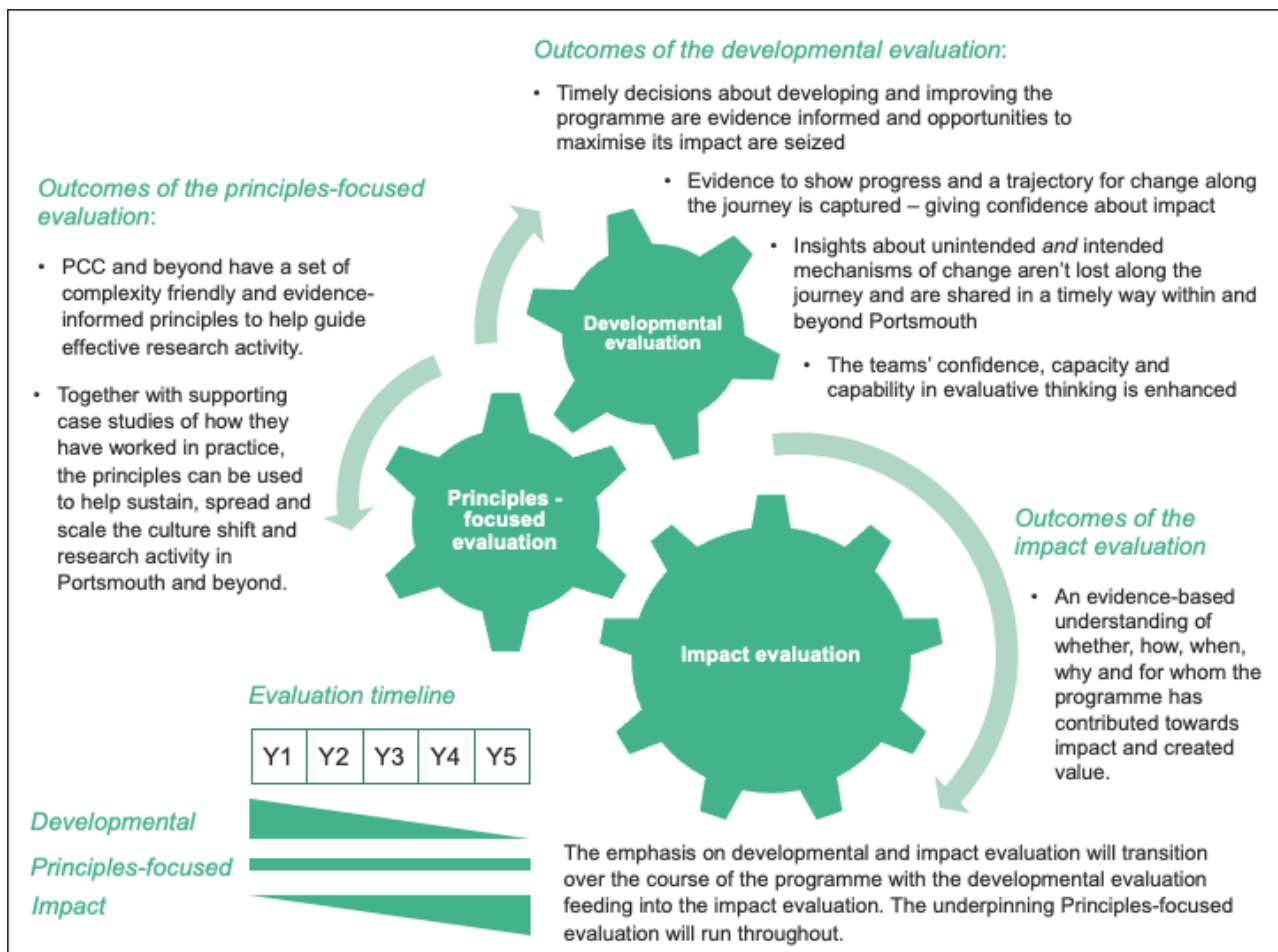 Outcomes of the developmental evaluation:
• Timely decisions about developing and improving the
programme are evidence informed and opportunities to
maximise its impact are seized
• Evidence to show progress and a trajectory for change along
the journey is captured – giving confidence about impact
• Insights about unintended and intended
mechanisms of change aren't lost along the
journey and are shared in a timely way within and
beyond Portsmouth
• The teams' confidence, capacity and
capability in evaluative thinking is enhanced
Outcomes of the principles-focused
evaluation:
• PCC and beyond have a set of
complexity friendly and evidence-
informed principles to help guide
effective research activity.
• Together with supporting
case studies of how they
have worked in practice,
the principles can be used
to help sustain, spread and
scale the culture shift and
research activity in
Portsmouth and beyond.
Developmental
evaluation
Principles -
focused
evaluation
Impact evaluation
Outcomes of the
impact evaluation
• An evidence-based
understanding of
whether, how, when,
why and for whom the
programme has
contributed towards
impact and created
value.
Evaluation timeline
Y1 Y2 Y3 Y4 Y5
Developmental
Principles-focused
Impact
The emphasis on developmental and impact evaluation will transition
over the course of the programme with the developmental evaluation
feeding into the impact evaluation. The underpinning Principles-focused
evaluation will run throughout.